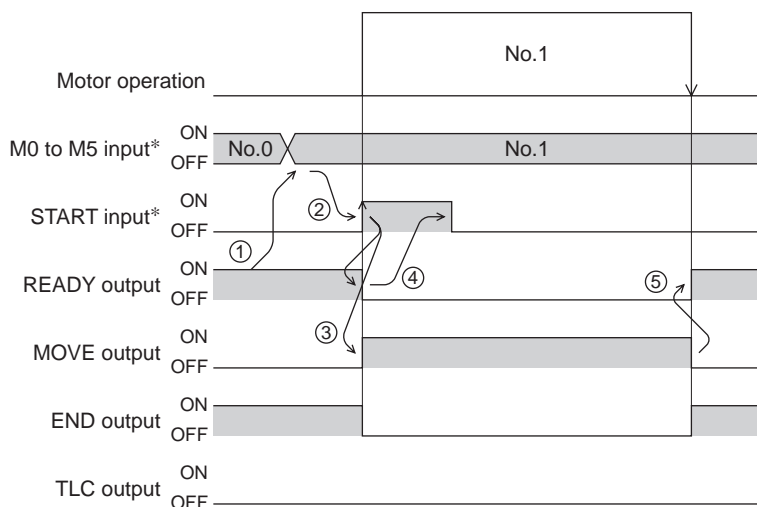 No.1
Motor operation
ON
M0 to M5 input*
OFF
No.0
No.1
ON
START input*
OFF
②
①
ON
READY output
OFF
④
⑤
③
ON
MOVE output
OFF
ON
END output
OFF
ON
TLC output
OFF